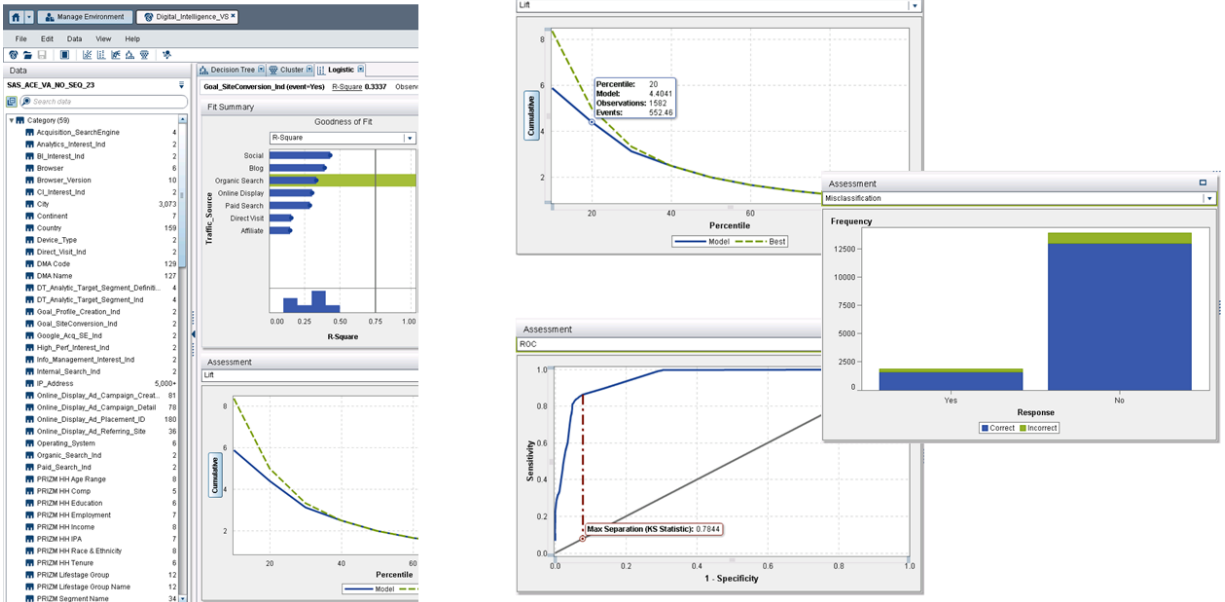 Manage Environment
Digital_Intelligence_VS
File Edit Data View Help
Data
SAS_ACE_VA_NO_SEQ_23
Search data
Category (59)
Acquisition_SearchEngine 4
Analytics_Interest_Ind 2
BI_Interest_Ind 2
Browser 6
Browser_Version 10
CI_Interest_Ind 2
City 3,073
Continent 7
Country 159
Device_Type 2
Direct_Visit_Ind 2
DMA Code 129
DMA Name 127
DT_Analytic_Target_Segment_Definiti... 4
DT_Analytic_Target_Segment_Ind 4
Goal_Profile_Creation_Ind 2
Goal_SiteConversion_Ind 2
Google_Acq_SE_Ind 2
High_Perf_Interest_Ind 2
Info_Management_Interest_Ind 2
Internal_Search_Ind 2
IP_Address 5,000+
Online_Display_Ad_Campaign_Creat... 81
Online_Display_Ad_Campaign_Detail 78
Online_Display_Ad_Placement_ID 180
Online_Display_Ad_Referring_Site 36
Operating_System 6
Organic_Search_Ind 2
Paid_Search_Ind 2
PRIZM HH Age Range 8
PRIZM HH Comp 5
PRIZM HH Education 6
PRIZM HH Employment 7
PRIZM HH Income 8
PRIZM HH IPA 7
PRIZM HH Race & Ethnicity 8
PRIZM HH Tenure 6
PRIZM Lifestage Group 12
PRIZM Lifestage Group Name 12
PRIZM Segment Name 34
Decision Tree Cluster Logistic
Goal_SiteConversion_Ind (event=Yes) R-Square 0.3337 Observ
Fit Summary
Goodness of Fit
R-Square
Traffic_Source
Social
Blog
Organic Search
Online Display
Paid Search
Direct Visit
Affiliate
0.00 0.25 0.50 0.75 1.00
R-Square
Assessment
Lift
Cumulative
8
6
4
2
20 40 60
Percentile
Model
Lift
Cumulative
8
6
4
2
Percentile: 20
Model: 4.4041
Observations: 1582
Events: 552.46
20 40 60
Percentile
Model Best
Assessment
ROC
Sensitivity
1.0
0.8
0.6
0.4
0.2
0.0
Max Separation (KS Statistic): 0.7844
0.0 0.2 0.4 0.6 0.8 1.0
1 - Specificity
Assessment
Misclassification
Frequency
12500
10000
7500
5000
2500
0
Yes No
Response
Correct Incorrect